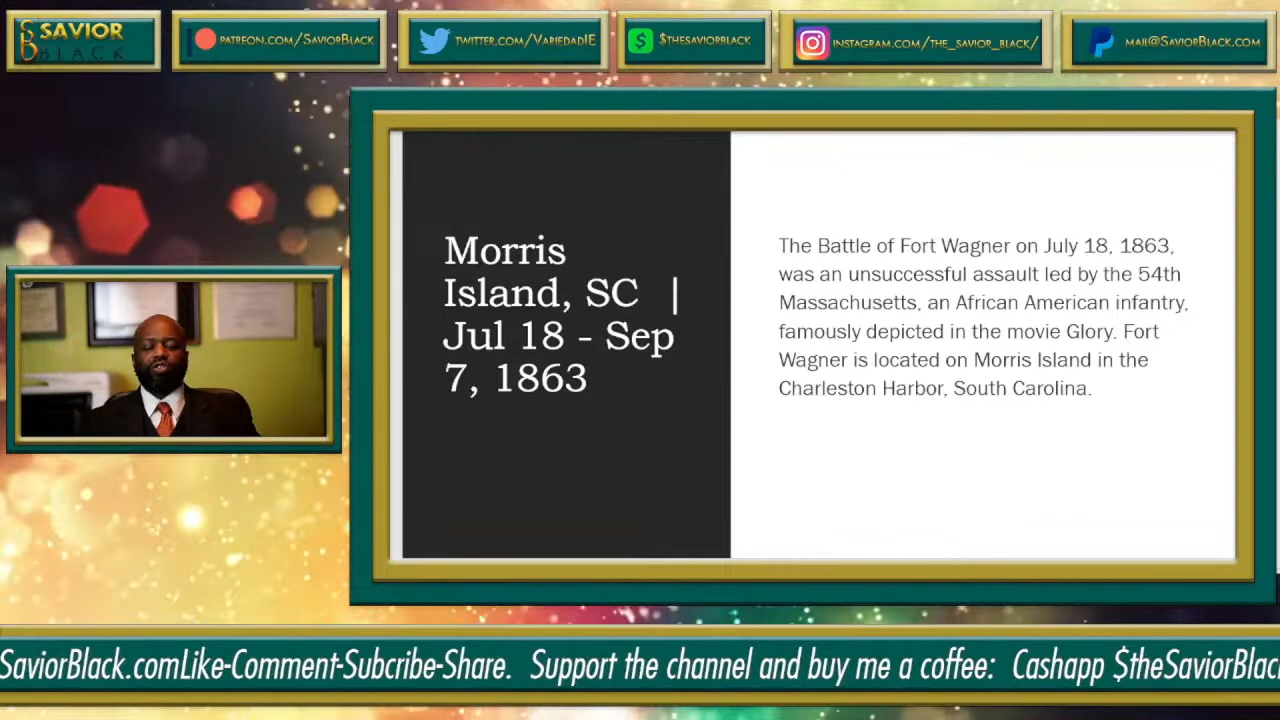 SAVIOR
BLACK
PATREON.COM/SAVIORBLACK
TWITTER.COM/VARIEDADIE
$THESAVIORBLACK
INSTAGRAM.COM/THE_SAVIOR_BLACK/
MAIL@SAVIORBLACK.COM
Morris
Island, SC |
Jul 18 - Sep
7, 1863
The Battle of Fort Wagner on July 18, 1863,
was an unsuccessful assault led by the 54th
Massachusetts, an African American infantry,
famously depicted in the movie Glory. Fort
Wagner is located on Morris Island in the
Charleston Harbor, South Carolina.
SaviorBlack.comLike-Comment-Subcribe-Share. Support the channel and buy me a coffee: Cashapp $theSaviorBlac